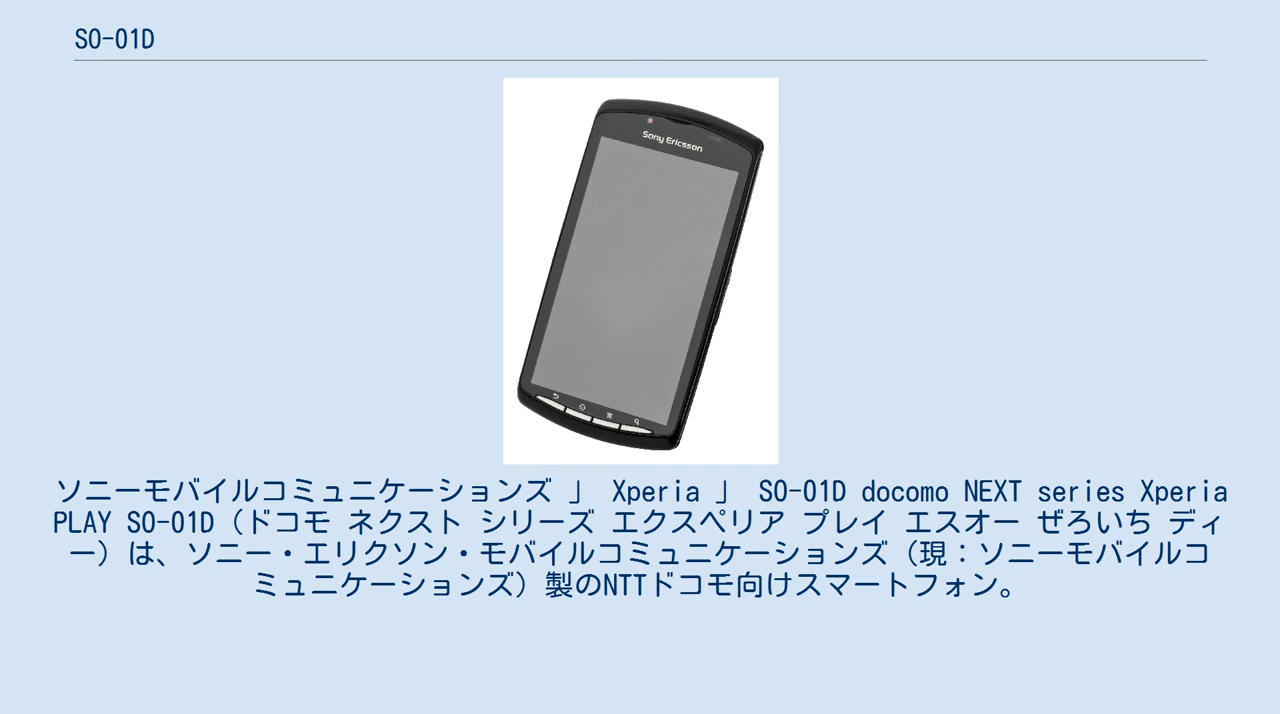 SO-01D
Sony Ericsson
ソニーモバイルコミュニケーションズ 」 Xperia 」 SO-01D docomo NEXT series Xperia
PLAY SO-01D（ドコモ ネクスト シリーズ エクスペリア プレイ エスオー ぜろいち ディ
ー）は、ソニー・エリクソン・モバイルコミュニケーションズ（現：ソニーモバイルコ
ミュニケーションズ）製のNTTドコモ向けスマートフォン。